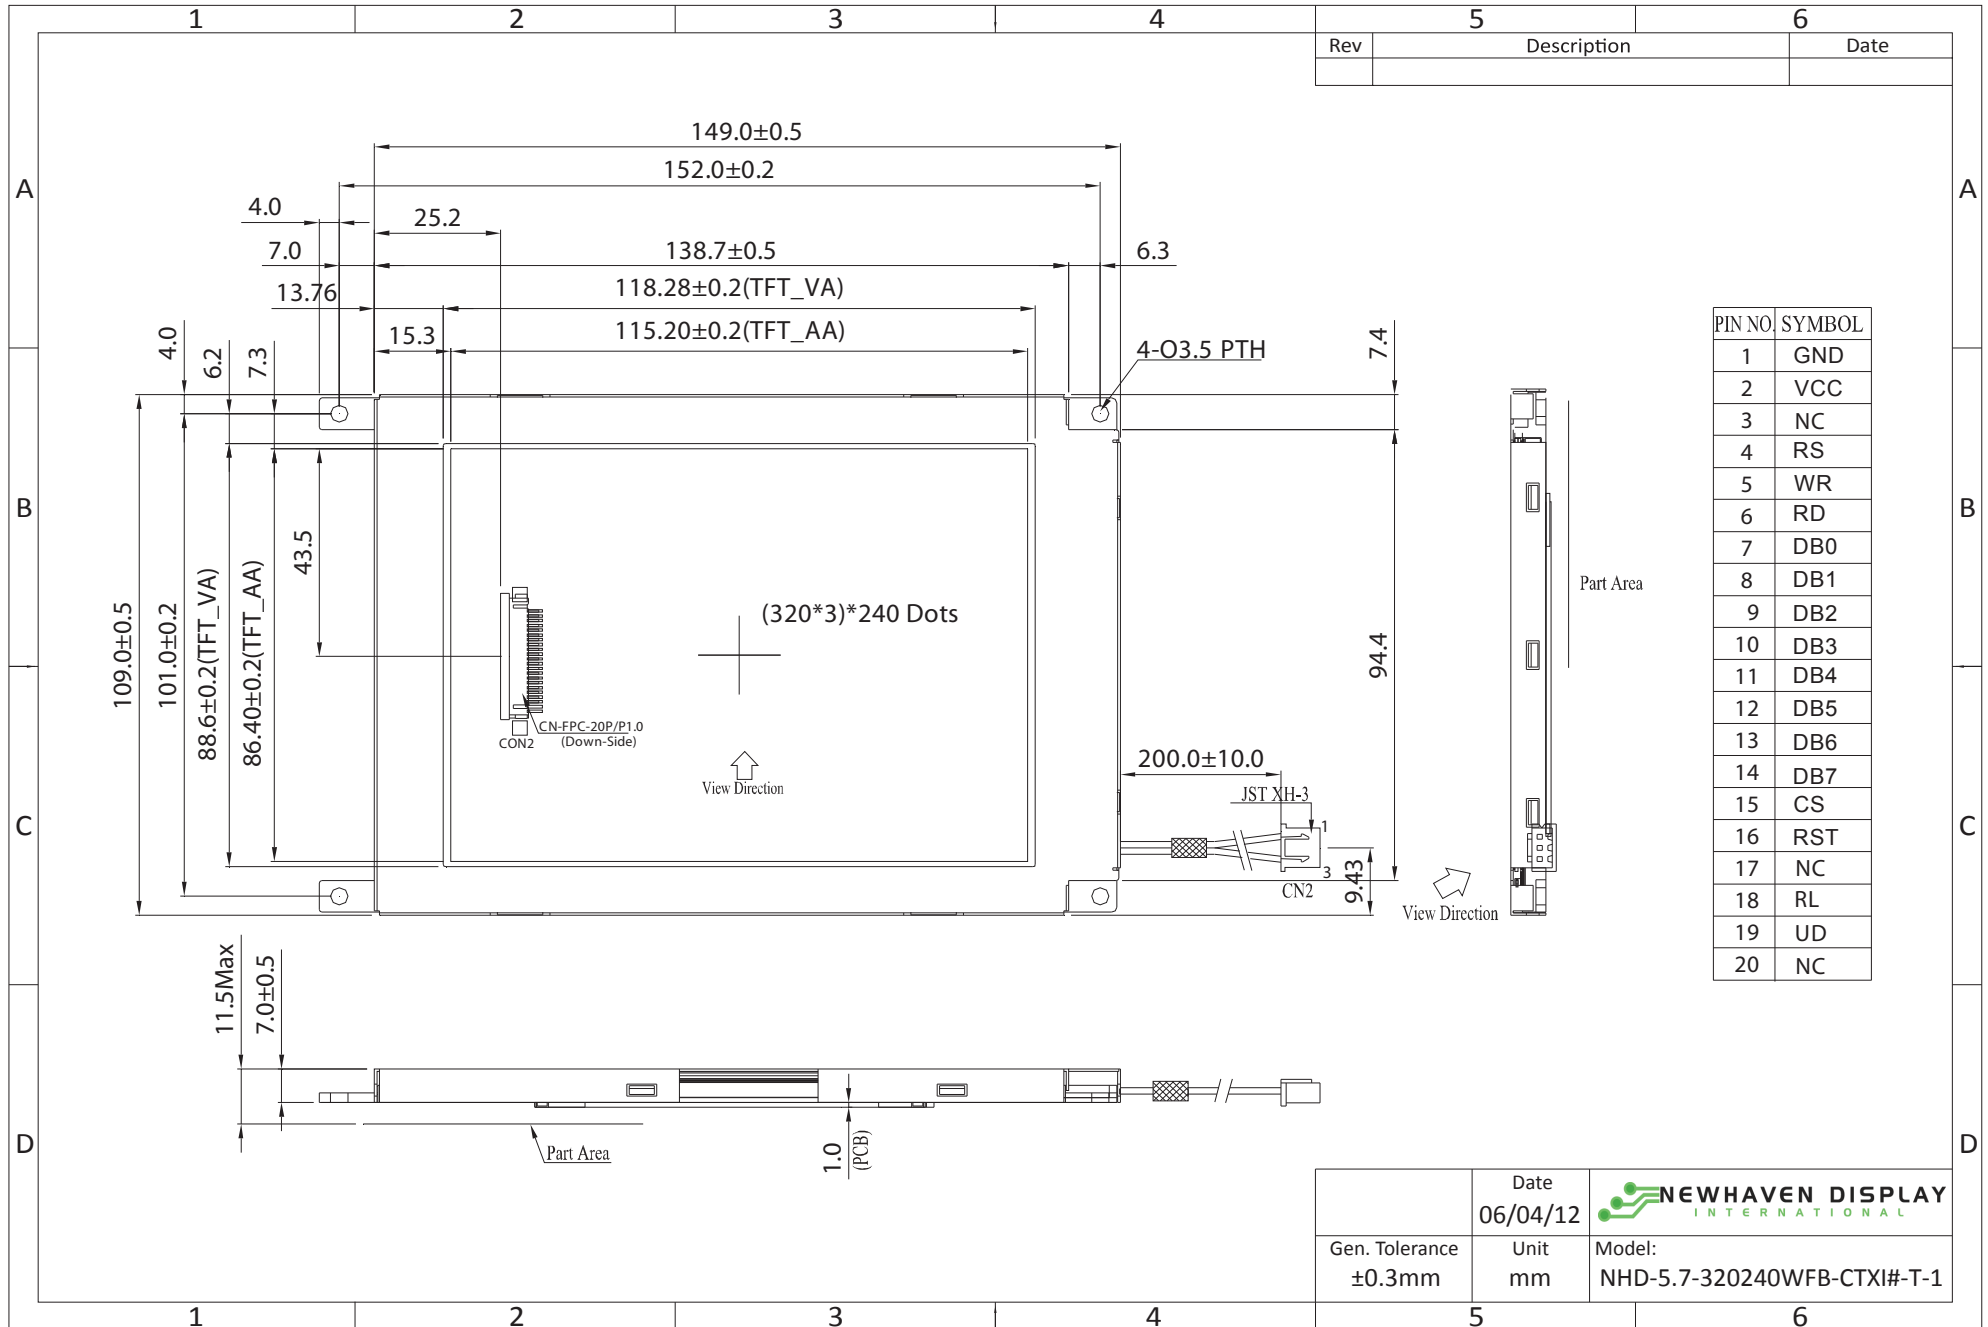 1 2 3 4 5 6
Rev Description Date
A A
B B
C C
D D
149.0±0.5
152.0±0.2
4.0
25.2
7.0
138.7±0.5
6.3
13.76
118.28±0.2(TFT_VA)
15.3
115.20±0.2(TFT_AA)
4-O3.5 PTH
4.0
6.2
7.3
7.4
109.0±0.5
101.0±0.2
88.6±0.2(TFT_VA)
86.40±0.2(TFT_AA)
43.5
(320*3)*240 Dots
94.4
CN-FPC-20P/P1.0
(Down-Side)
CON2
View Direction
200.0±10.0
JST XH-3
1
3
CN2
9.43
View Direction
Part Area
PIN NO. SYMBOL
1 GND
2 VCC
3 NC
4 RS
5 WR
6 RD
7 DB0
8 DB1
9 DB2
10 DB3
11 DB4
12 DB5
13 DB6
14 DB7
15 CS
16 RST
17 NC
18 RL
19 UD
20 NC
11.5Max
7.0±0.5
Part Area
1.0
(PCB)
Date
06/04/12
NEWHAVEN DISPLAY
INTERNATIONAL
Gen. Tolerance
±0.3mm
Unit
mm
Model:
NHD-5.7-320240WFB-CTXI#-T-1
1 2 3 4 5 6